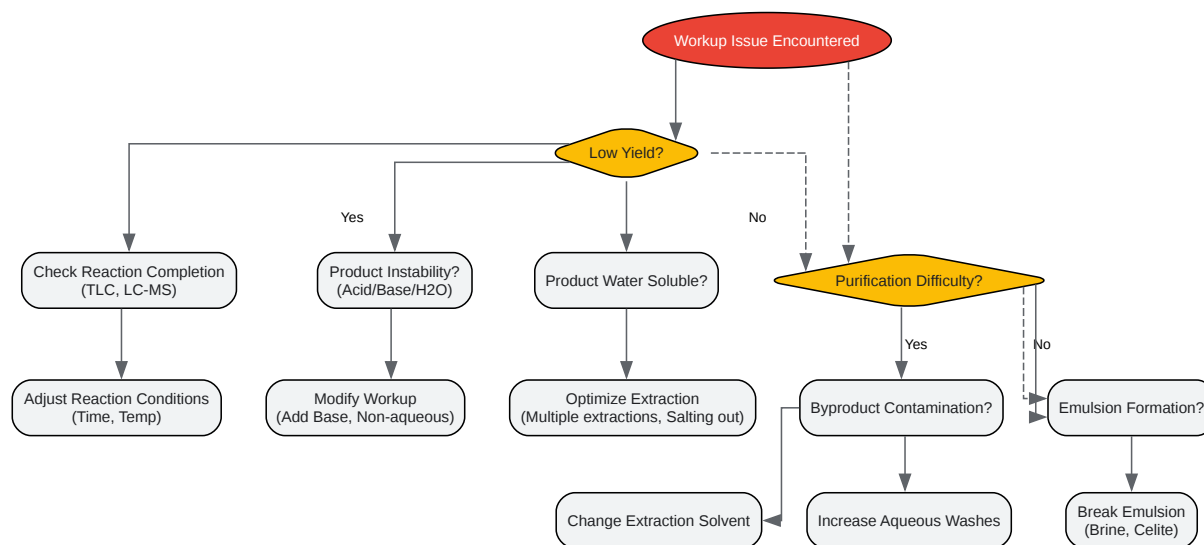 Workup Issue Encountered
Low Yield?
Yes
No
Check Reaction Completion
(TLC, LC-MS)
Product Instability?
(Acid/Base/H2O)
Product Water Soluble?
Purification Difficulty?
Yes
No
Adjust Reaction Conditions
(Time, Temp)
Modify Workup
(Add Base, Non-aqueous)
Optimize Extraction
(Multiple extractions, Salting out)
Byproduct Contamination?
Emulsion Formation?
Change Extraction Solvent
Increase Aqueous Washes
Break Emulsion
(Brine, Celite)